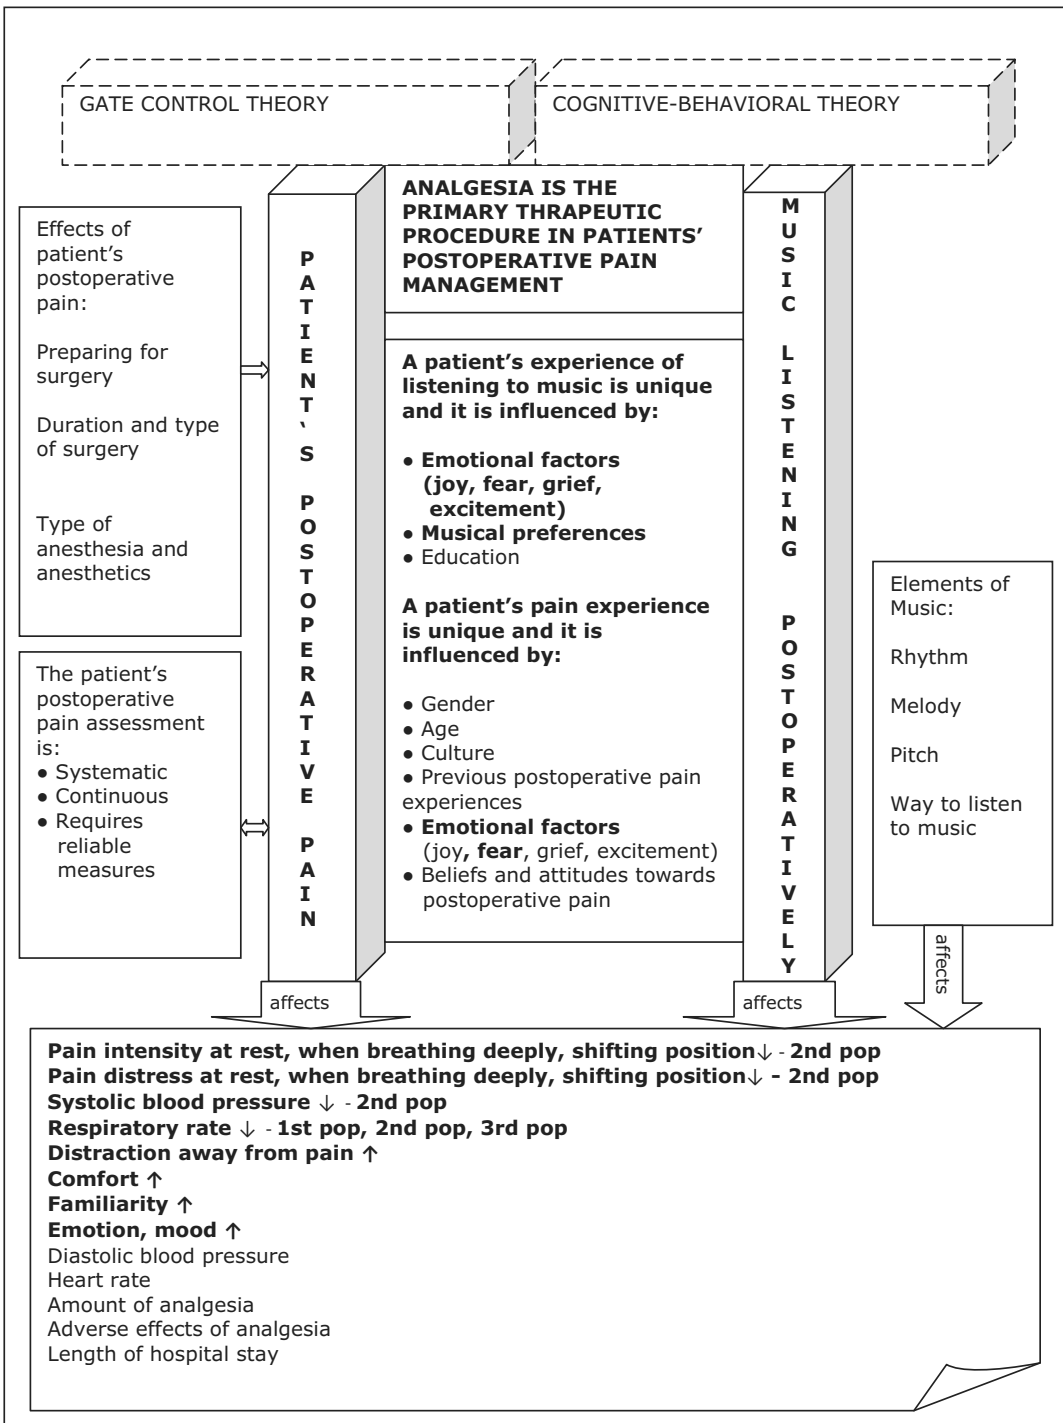 GATE CONTROL THEORY
COGNITIVE-BEHAVIORAL THEORY
Effects of
patient's
postoperative
pain:
Preparing for
surgery
Duration and type
of surgery
Type of
anesthesia and
anesthetics
The patient's
postoperative
pain assessment
is:
● Systematic
● Continuous
● Requires
reliable
measures
PATIENT‛S POSTOPERATIVE PAIN
ANALGESIA IS THE
PRIMARY THRAPEUTIC
PROCEDURE IN PATIENTS'
POSTOPERATIVE PAIN
MANAGEMENT
A patient's experience of
listening to music is unique
and it is influenced by:
● Emotional factors
(joy, fear, grief,
excitement)
● Musical preferences
● Education
A patient's pain experience
is unique and it is
influenced by:
● Gender
● Age
● Culture
● Previous postoperative pain
experiences
● Emotional factors
(joy, fear, grief, excitement)
● Beliefs and attitudes towards
postoperative pain
MUSIC LISTENING POSTOPERATIVELY
Elements of
Music:
Rhythm
Melody
Pitch
Way to listen
to music
affects
affects
affects
Pain intensity at rest, when breathing deeply, shifting position↓ - 2nd pop
Pain distress at rest, when breathing deeply, shifting position↓ – 2nd pop
Systolic blood pressure ↓ - 2nd pop
Respiratory rate ↓ - 1st pop, 2nd pop, 3rd pop
Distraction away from pain ↑
Comfort ↑
Familiarity ↑
Emotion, mood ↑
Diastolic blood pressure
Heart rate
Amount of analgesia
Adverse effects of analgesia
Length of hospital stay